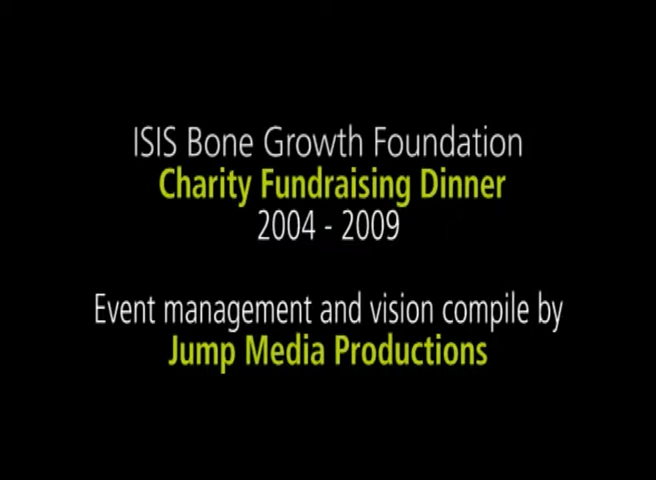 ISIS Bone Growth Foundation
Charity Fundraising Dinner
2004 - 2009
Event management and vision compile by
Jump Media Productions